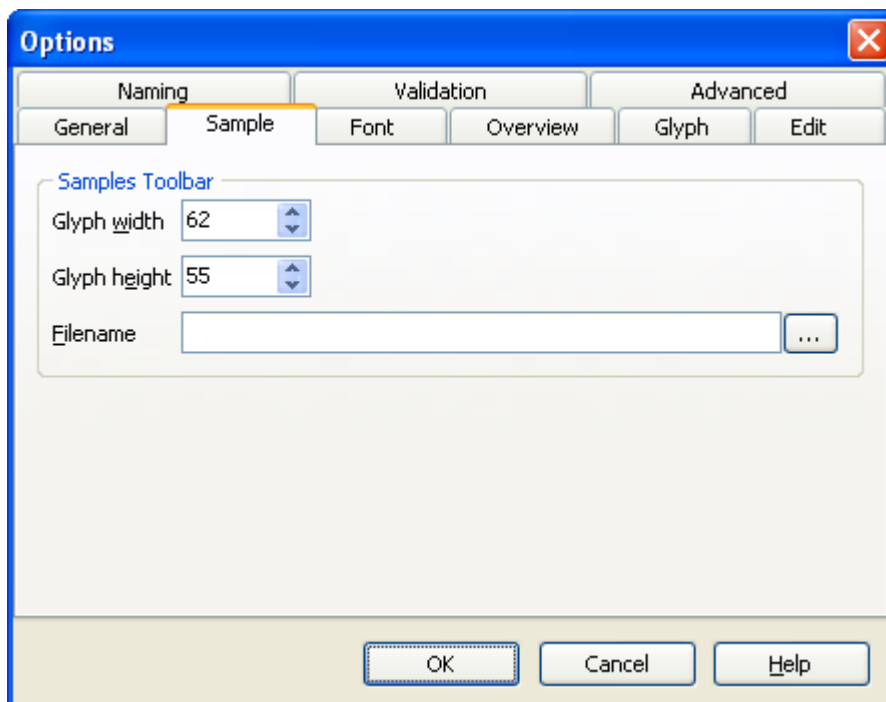 Options
Naming Validation Advanced
General Sample Font Overview Glyph Edit
Samples Toolbar
Glyph width 62
Glyph height 55
Filename ...
OK Cancel Help